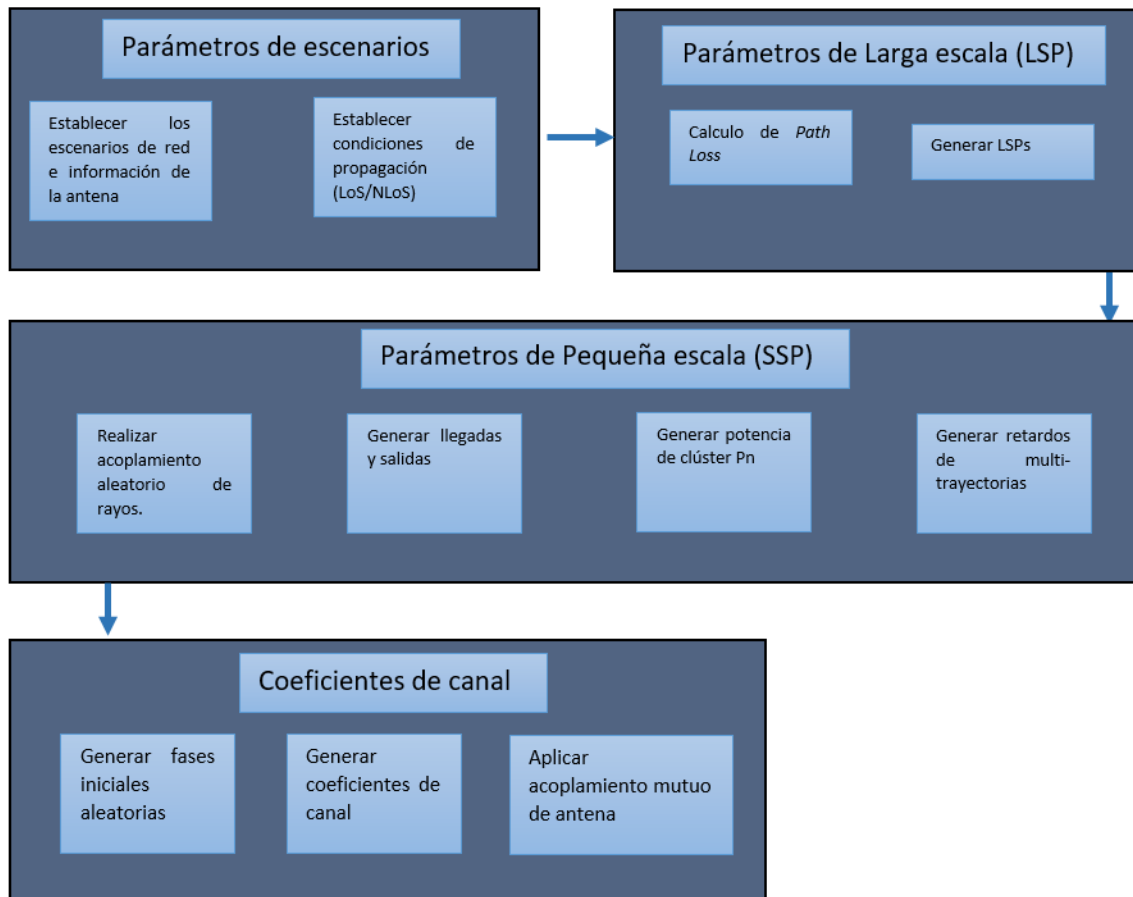 Parámetros de escenarios
Establecer los
escenarios de red
e información de
la antena
Establecer
condiciones de
propagación
(LoS/NLoS)
Parámetros de Larga escala (LSP)
Calculo de Path
Loss
Generar LSPs
Parámetros de Pequeña escala (SSP)
Realizar
acoplamiento
aleatorio de
rayos.
Generar llegadas
y salidas
Generar potencia
de clúster Pn
Generar retardos
de multi-
trayectorias
Coeficientes de canal
Generar fases
iniciales
aleatorias
Generar
coeficientes de
canal
Aplicar
acoplamiento mutuo
de antena